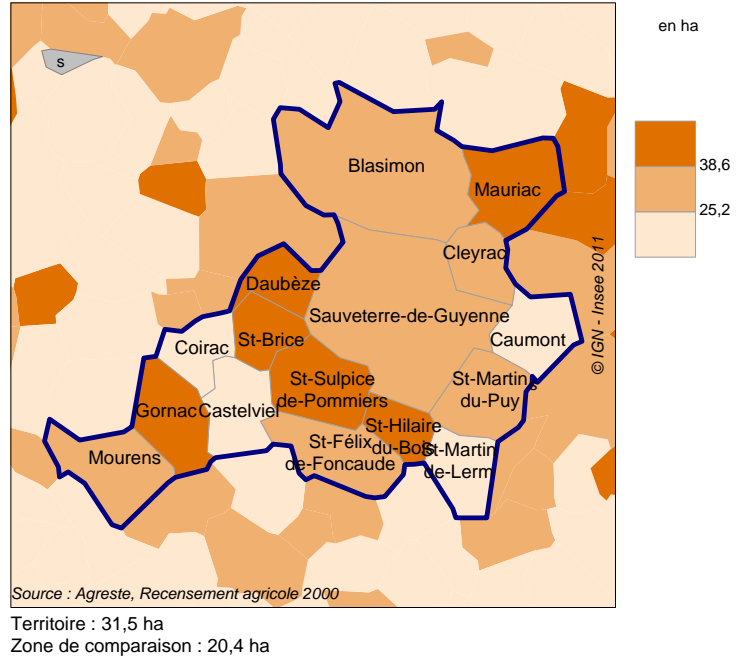 en ha
s
38,6
25,2
Blasimon
Mauriac
Cleyrac
Daubèze
Sauveterre-de-Guyenne
© IGN - Insee 2011
Coirac
St-Brice
Caumont
St-Sulpice
de-Pommiers
St-Martin
du-Puy
Gornac
Castelviel
St-Hilaire
du-Bois
St-Félix
de-Foncaude
St-Martin
de-Lerm
Mourens
Source : Agreste, Recensement agricole 2000
Territoire : 31,5 ha
Zone de comparaison : 20,4 ha